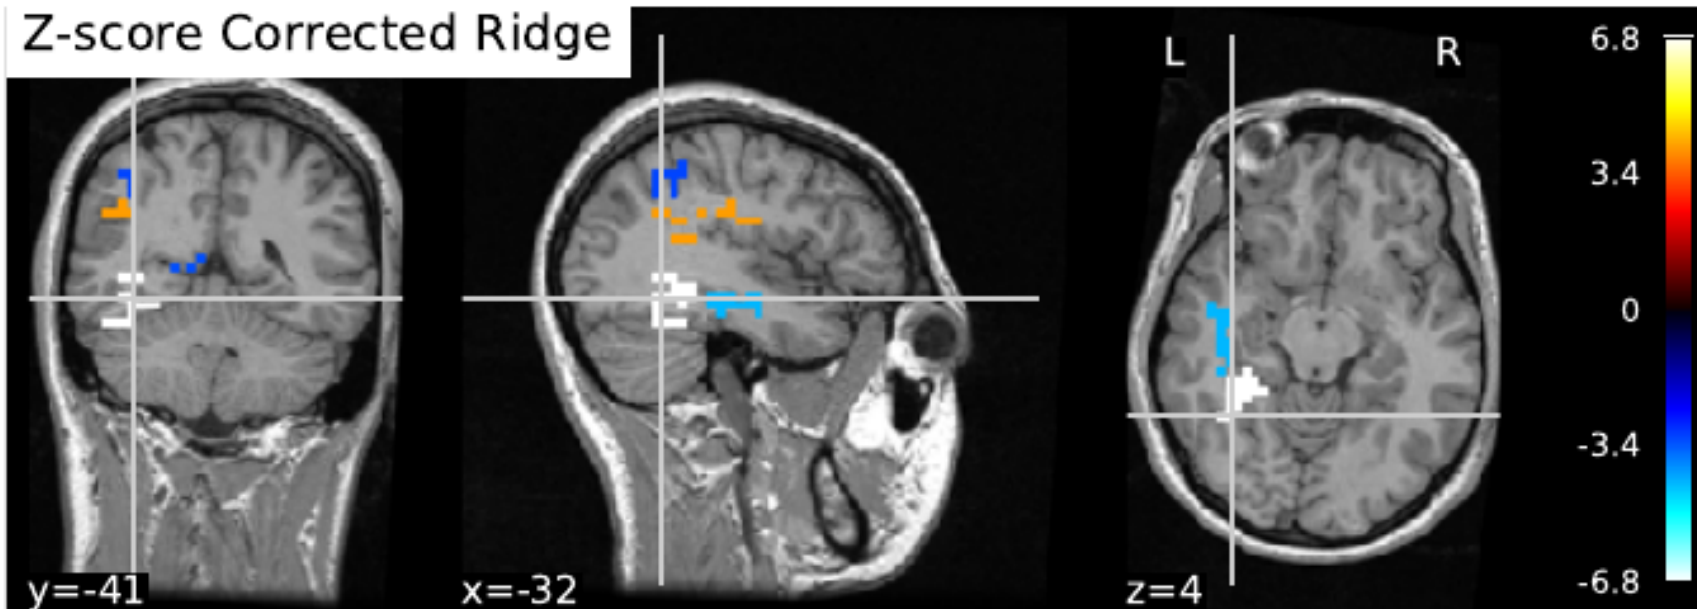 Z-score Corrected Ridge
L R
6.8
3.4
0
-3.4
-6.8
y=-41 x=-32 z=4